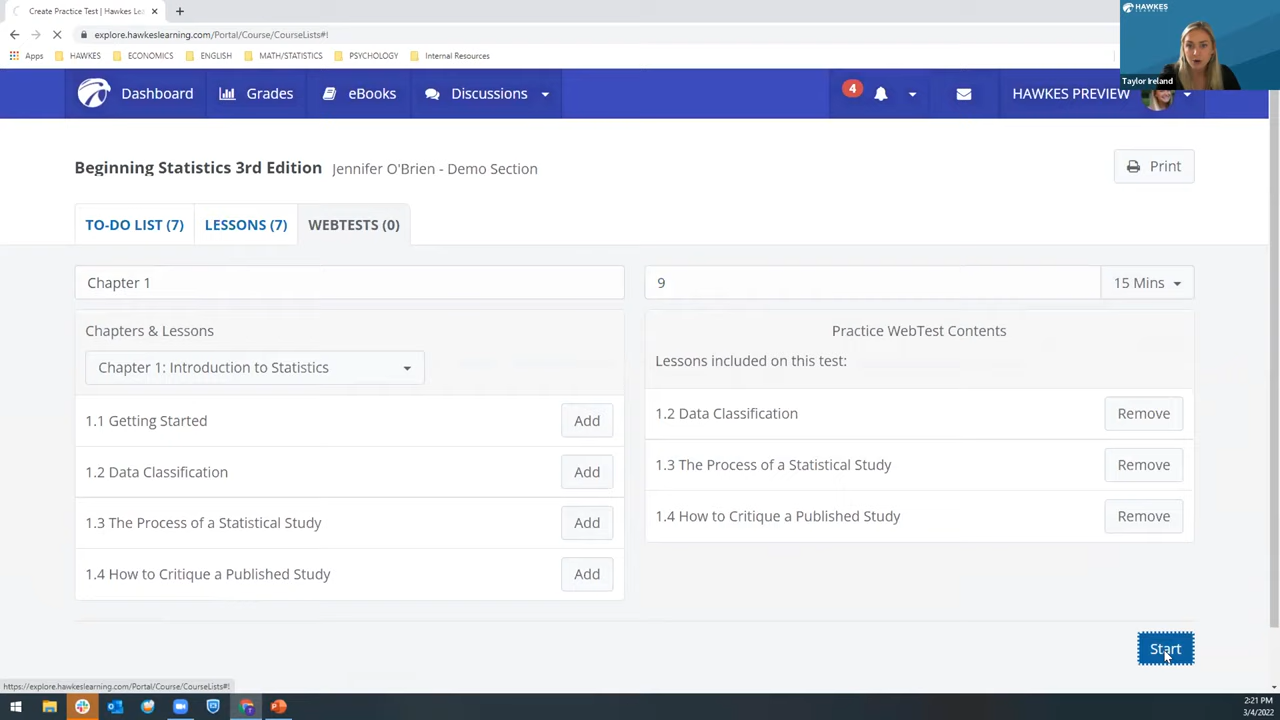 Create Practice Test | Hawkes Lea
explore.hawkeslearning.com/Portal/Course/CourseLists#!
Apps HAWKES ECONOMICS ENGLISH MATH/STATISTICS PSYCHOLOGY Internal Resources
HAWKES
LEARNING
Taylor Ireland
Dashboard Grades eBooks Discussions 4 HAWKES PREVIEW
Beginning Statistics 3rd Edition Jennifer O'Brien - Demo Section Print
TO-DO LIST (7) LESSONS (7) WEBTESTS (0)
Chapter 1 9 15 Mins
Chapters & Lessons
Chapter 1: Introduction to Statistics
1.1 Getting Started Add
1.2 Data Classification Add
1.3 The Process of a Statistical Study Add
1.4 How to Critique a Published Study Add
Practice WebTest Contents
Lessons included on this test:
1.2 Data Classification Remove
1.3 The Process of a Statistical Study Remove
1.4 How to Critique a Published Study Remove
Start
https://explore.hawkeslearning.com/Portal/Course/CourseLists#!
2:21 PM
3/4/2022